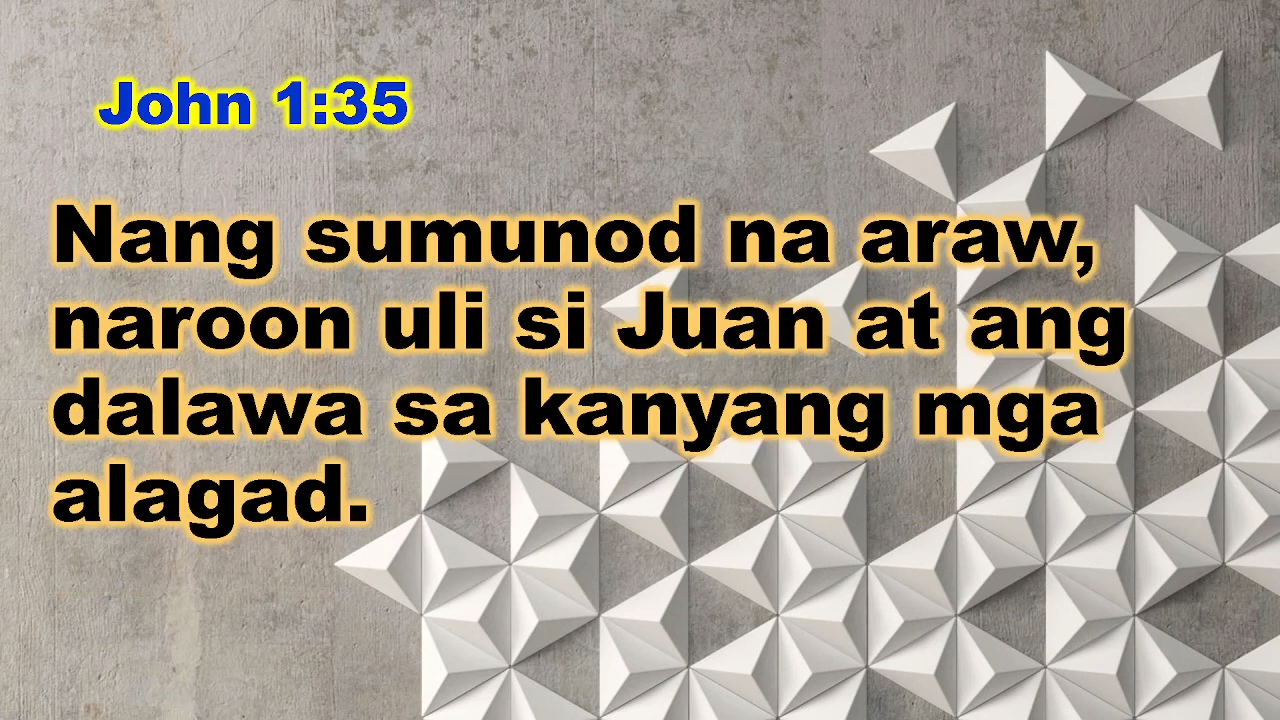 John 1:35
Nang sumunod na araw,
naroon uli si Juan at ang
dalawa sa kanyang mga
alagad.